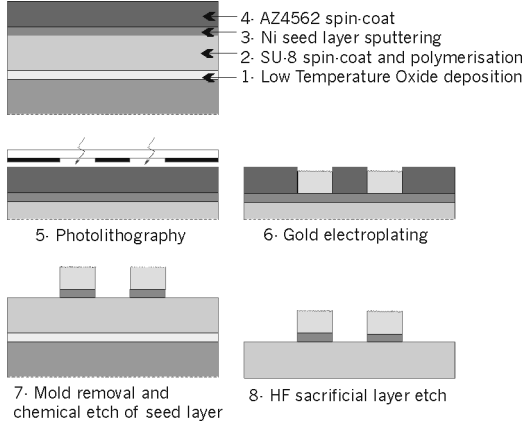 4· AZ4562 spin·coat
3· Ni seed layer sputtering
2· SU·8 spin·coat and polymerisation
1· Low Temperature Oxide deposition
5· Photolithography
6· Gold electroplating
7· Mold removal and
chemical etch of seed layer
8· HF sacrificial layer etch